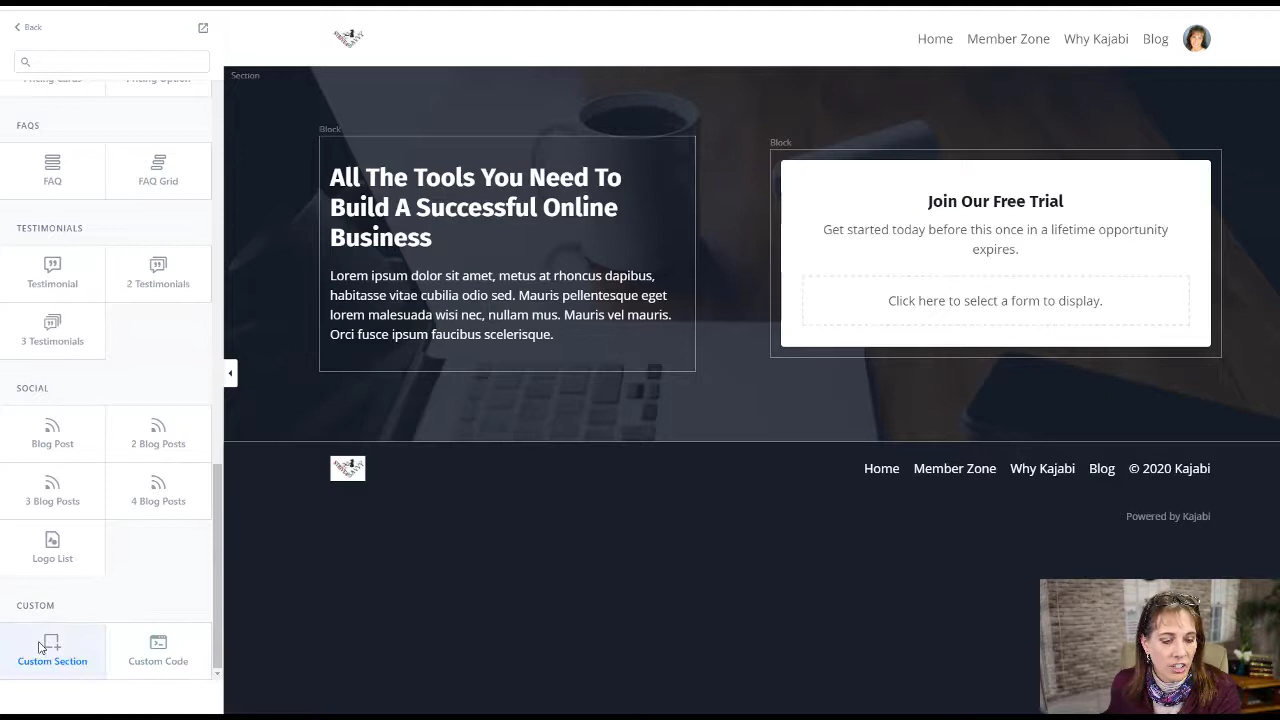 Back
Pricing Cards Pricing Option
FAQS
FAQ FAQ Grid
TESTIMONIALS
Testimonial 2 Testimonials
3 Testimonials
SOCIAL
Blog Post 2 Blog Posts
3 Blog Posts 4 Blog Posts
Logo List
CUSTOM
Custom Section Custom Code
Home Member Zone Why Kajabi Blog
Section
Block
All The Tools You Need To
Build A Successful Online
Business
Lorem ipsum dolor sit amet, metus at rhoncus dapibus,
habitasse vitae cubilia odio sed. Mauris pellentesque eget
lorem malesuada wisi nec, nullam mus. Mauris vel mauris.
Orci fusce ipsum faucibus scelerisque.
Block
Join Our Free Trial
Get started today before this once in a lifetime opportunity
expires.
Click here to select a form to display.
Home Member Zone Why Kajabi Blog © 2020 Kajabi
Powered by Kajabi